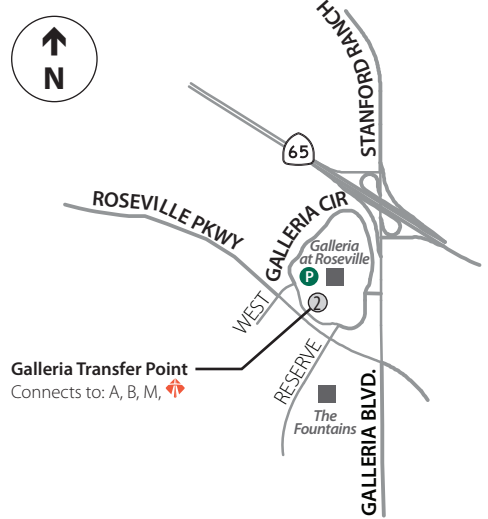 N
STANFORD RANCH
65
ROSEVILLE PKWY
GALLERIA CIR
Galleria
at Roseville
P
WEST
2
Galleria Transfer Point
Connects to: A, B, M,
RESERVE
The
Fountains
GALLERIA BLVD.